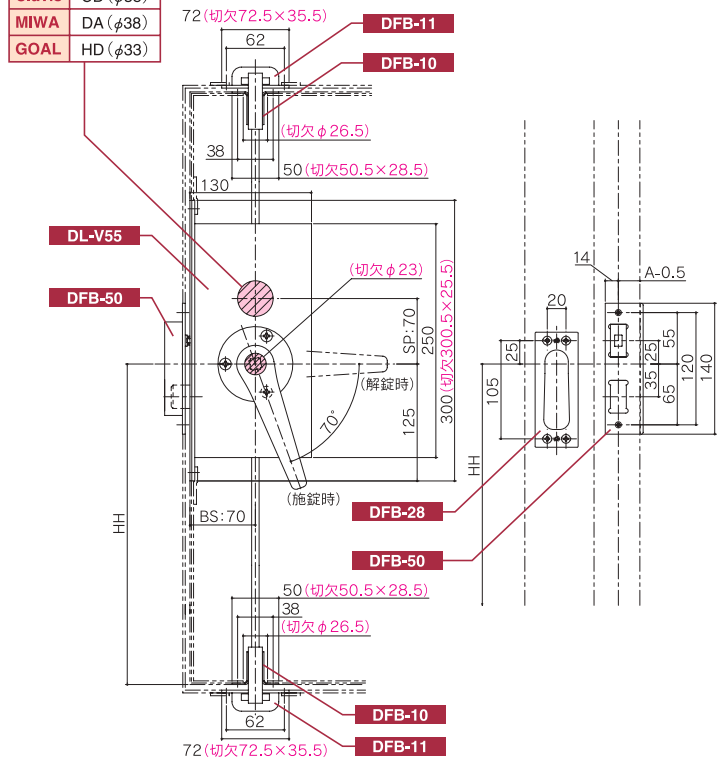 MIWA DA(φ38)
GOAL HD(φ33)
72(切欠72.5×35.5)
62
DFB-11
DFB-10
(切欠φ26.5)
38
50(切欠50.5×28.5)
130
DL-V55
DFB-50
(切欠φ23)
SP:70
250
300(切欠300.5×25.5)
125
(解錠時)
70°
(施錠時)
BS:70
HH
14
A-0.5
20
25
105
55
25
35
65
120
140
HH
DFB-28
DFB-50
50(切欠50.5×28.5)
38
(切欠φ26.5)
DFB-10
62
DFB-11
72(切欠72.5×35.5)